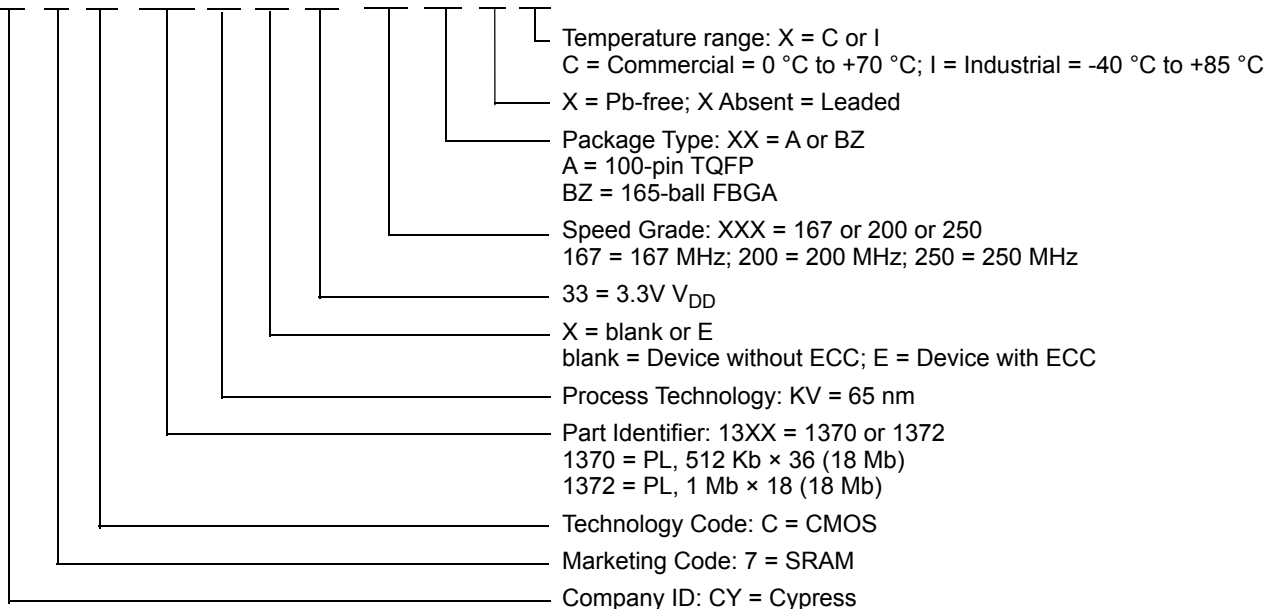 Temperature range: X = C or I
C = Commercial = 0 °C to +70 °C; I = Industrial = -40 °C to +85 °C
X = Pb-free; X Absent = Leaded
Package Type: XX = A or BZ
A = 100-pin TQFP
BZ = 165-ball FBGA
Speed Grade: XXX = 167 or 200 or 250
167 = 167 MHz; 200 = 200 MHz; 250 = 250 MHz
33 = 3.3V VDD
X = blank or E
blank = Device without ECC; E = Device with ECC
Process Technology: KV = 65 nm
Part Identifier: 13XX = 1370 or 1372
1370 = PL, 512 Kb × 36 (18 Mb)
1372 = PL, 1 Mb × 18 (18 Mb)
Technology Code: C = CMOS
Marketing Code: 7 = SRAM
Company ID: CY = Cypress